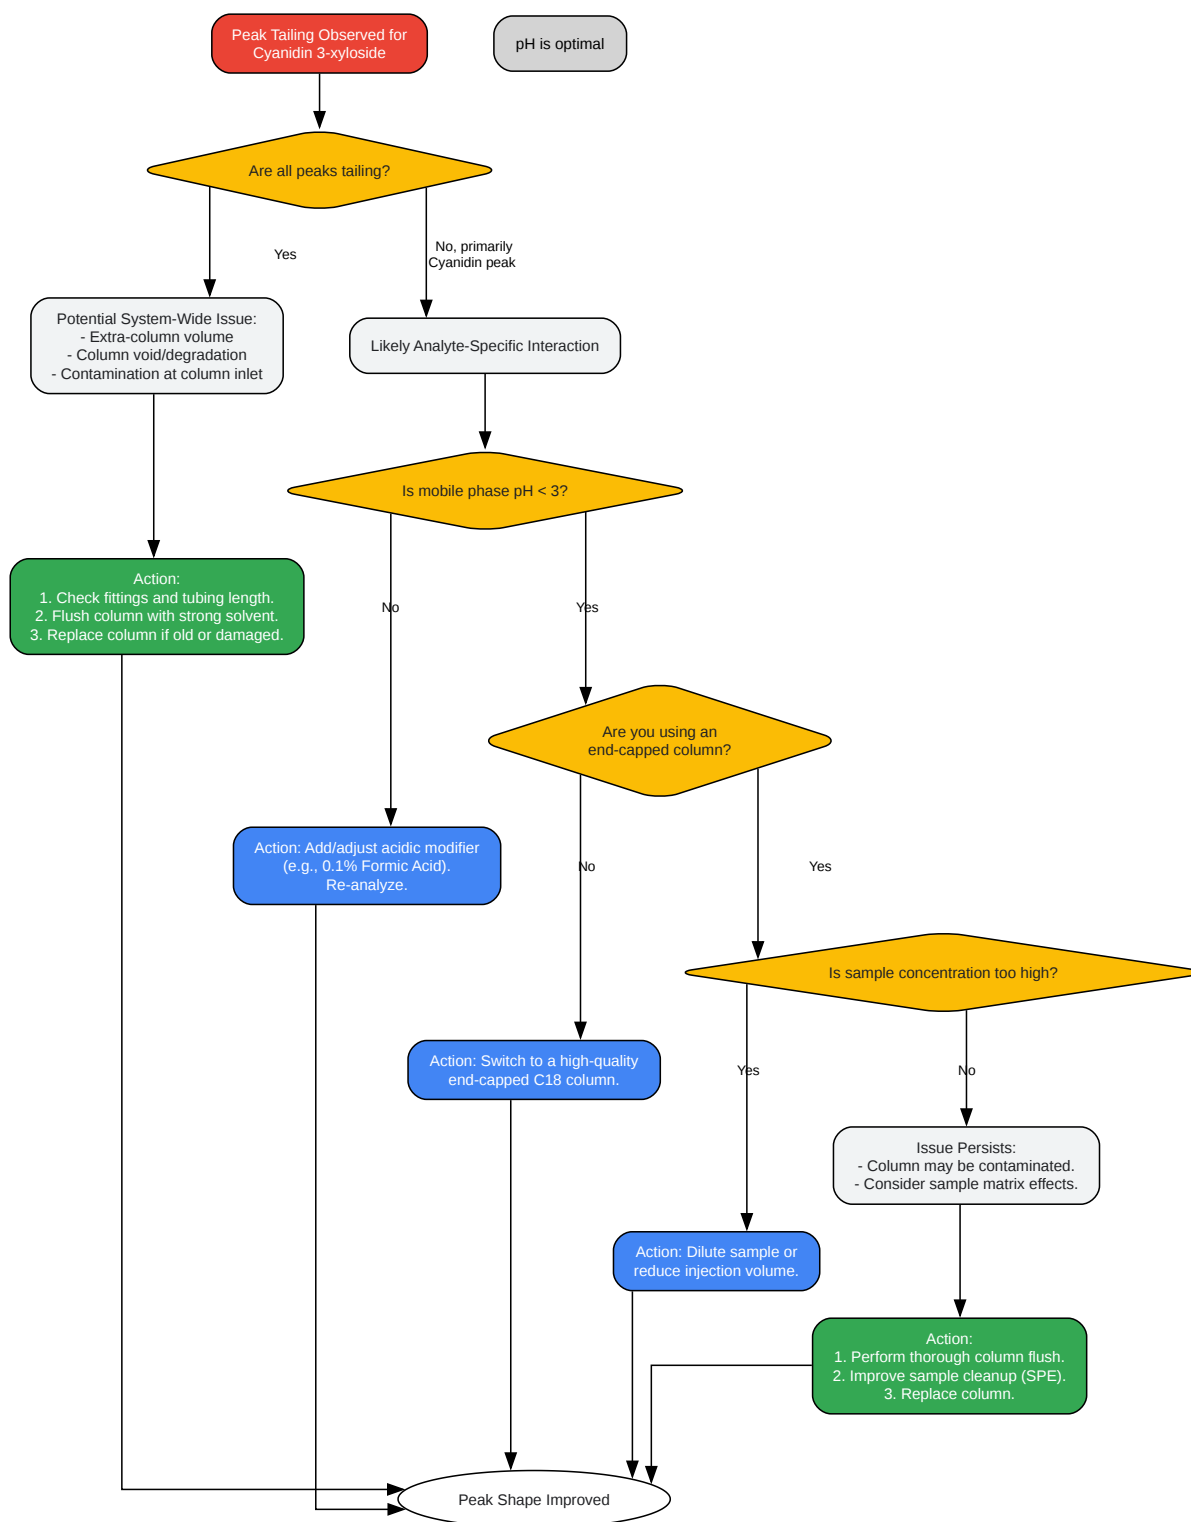 Peak Tailing Observed for
Cyanidin 3-xyloside
pH is optimal
Are all peaks tailing?
Yes
No, primarily
Cyanidin peak
Potential System-Wide Issue:
- Extra-column volume
- Column void/degradation
- Contamination at column inlet
Likely Analyte-Specific Interaction
Is mobile phase pH < 3?
Action:
1. Check fittings and tubing length.
2. Flush column with strong solvent.
3. Replace column if old or damaged.
No
Yes
Are you using an
end-capped column?
Action: Add/adjust acidic modifier
(e.g., 0.1% Formic Acid).
Re-analyze.
No
Yes
Is sample concentration too high?
Action: Switch to a high-quality
end-capped C18 column.
Yes
No
Issue Persists:
- Column may be contaminated.
- Consider sample matrix effects.
Action: Dilute sample or
reduce injection volume.
Action:
1. Perform thorough column flush.
2. Improve sample cleanup (SPE).
3. Replace column.
Peak Shape Improved